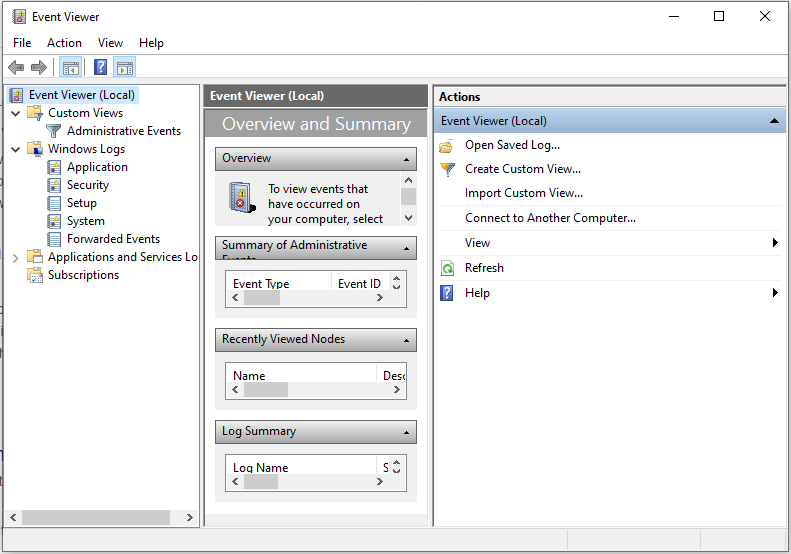 Event Viewer
File Action View Help
Event Viewer (Local)
Custom Views
Administrative Events
Windows Logs
Application
Security
Setup
System
Forwarded Events
Applications and Services Lo
Subscriptions
Event Viewer (Local)
Overview and Summary
Overview
To view events that
have occurred on
your computer, select
Summary of Administrative
Events
Event Type Event ID
Recently Viewed Nodes
Name Desc
Log Summary
Log Name S
Actions
Event Viewer (Local)
Open Saved Log...
Create Custom View...
Import Custom View...
Connect to Another Computer...
View
Refresh
Help